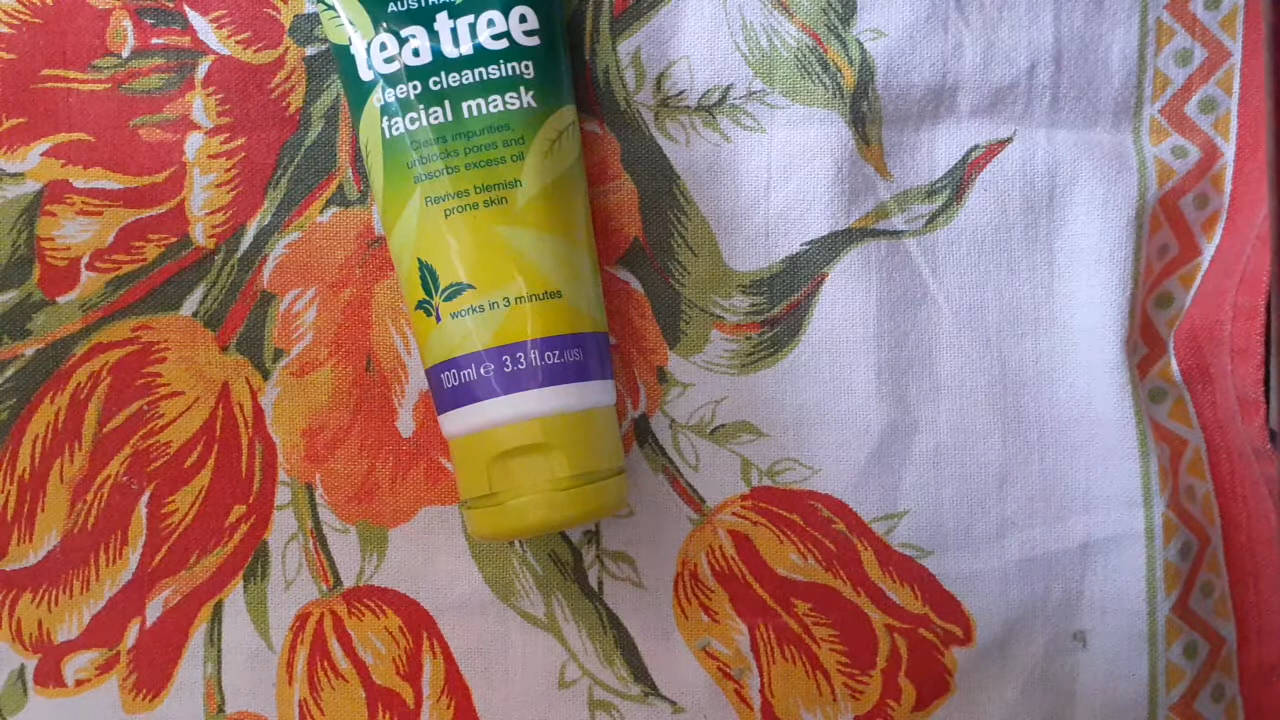 tea tree
deep cleansing
facial mask
Clears impurities,
unblocks pores and
absorbs excess oil
Revives blemish
prone skin
works in 3 minutes
100 ml e 3.3 fl.oz.(US)